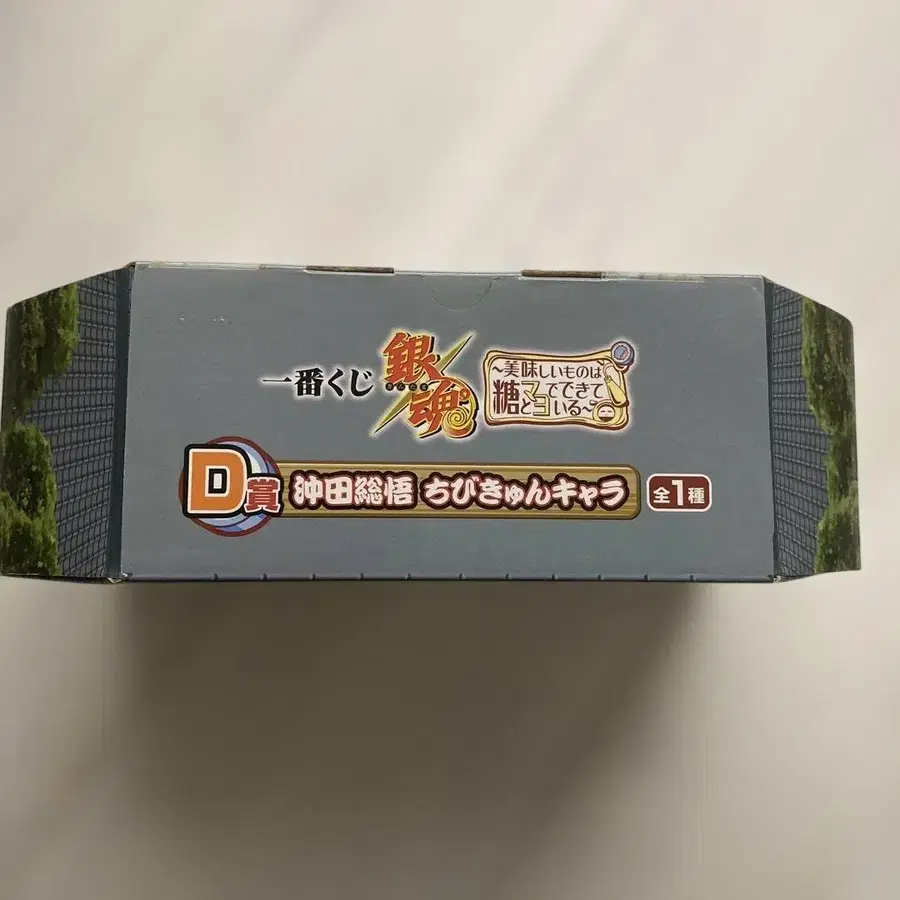 一番くじ
銀魂
~美味しいものは
糖とマヨでできている~
D賞 沖田総悟 ちびきゅんキャラ 全1種